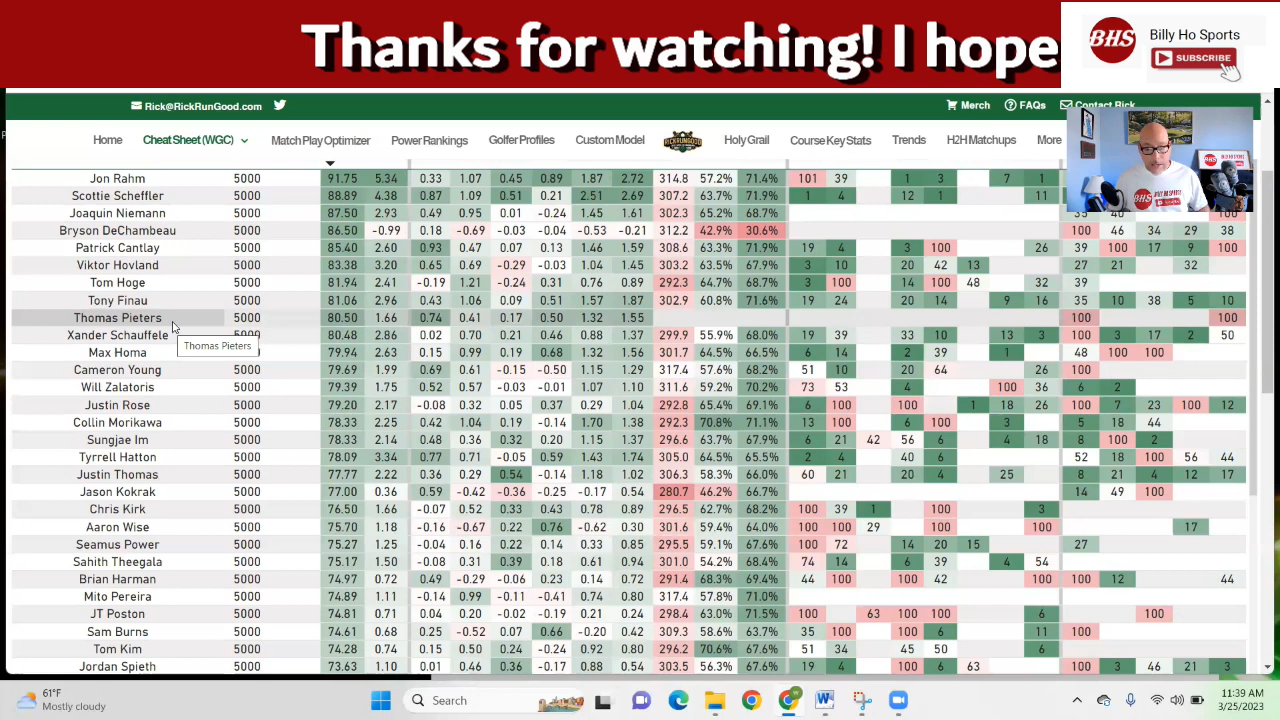 Thanks for watching! I hope
BHS
Billy Ho Sports
SUBSCRIBE
Rick@RickRunGood.com Merch FAQs Contact Rick
Home Cheat Sheet (WGC) Match Play Optimizer Power Rankings Golfer Profiles Custom Model Holy Grail Course Key Stats Trends H2H Matchups More
Jon Rahm 5000 91.75 5.34 0.33 1.07 0.45 0.89 1.87 2.72 314.8 57.2% 71.4% 101 39 1 3 7 1
Scottie Scheffler 5000 88.89 4.38 0.87 1.09 0.51 0.21 2.51 2.69 307.2 63.7% 71.9% 1 4 12 1 11
Joaquin Niemann 5000 87.50 2.93 0.49 0.95 0.01 -0.24 1.45 1.61 302.3 65.2% 68.7% 35 40
Bryson DeChambeau 5000 86.50 -0.99 0.18 -0.69 -0.03 -0.04 -0.53 -0.21 312.2 42.9% 30.6% 100 46 34 29 38
Patrick Cantlay 5000 85.40 2.60 0.93 0.47 0.07 0.13 1.46 1.59 308.6 63.3% 71.9% 19 4 3 100 26 39 100 17 9 100
Viktor Hovland 5000 83.38 3.20 0.65 0.69 -0.29 -0.03 1.04 1.45 303.2 63.5% 67.9% 3 10 20 42 13 27 21 32
Tom Hoge 5000 81.94 2.41 -0.19 1.21 -0.24 0.31 0.76 0.89 294.2 68.7% 68.7% 3 100 14 100 48 32 39
Tony Finau 5000 81.06 2.96 0.43 1.06 0.09 0.51 1.57 1.87 302.9 60.8% 71.6% 19 24 20 14 9 16 35 10 38 5 10
Thomas Pieters 5000 80.50 1.66 0.74 0.41 0.17 0.50 1.32 1.55 100 100
Xander Schauffele 5000 80.48 2.86 0.02 0.70 0.21 0.46 0.88 1.37 299.9 55.9% 68.0% 19 10 33 10 13 3 100 3 17 2 50
Thomas Pieters
Max Homa 5000 79.94 2.63 0.15 0.99 0.19 0.68 1.32 1.56 301.7 64.5% 66.5% 6 14 2 39 1 48 100 100
Cameron Young 5000 79.69 1.99 0.69 0.61 -0.15 -0.50 1.15 1.29 317.4 57.6% 68.2% 51 10 20 64 26 100
Will Zalatoris 5000 79.39 1.75 0.52 0.57 -0.03 -0.01 1.07 1.10 311.6 59.2% 70.2% 73 53 4 100 36 6 2
Justin Rose 5000 79.20 2.17 -0.08 0.32 0.05 0.37 0.29 1.04 292.8 65.4% 69.1% 6 100 100 1 18 26 100 7 23 100 12
Collin Morikawa 5000 78.33 2.25 0.42 1.04 0.19 -0.14 1.70 1.38 292.3 70.8% 71.1% 13 100 6 100 3 5 18 44
Sungjae Im 5000 78.33 2.14 0.48 0.36 0.32 0.20 1.15 1.37 296.6 63.7% 67.9% 6 21 42 56 6 4 18 8 100 2
Tyrrell Hatton 5000 78.09 3.34 0.77 0.71 -0.05 0.59 1.43 1.74 305.0 64.5% 65.5% 2 4 40 6 52 18 100 56 44
Justin Thomas 5000 77.77 2.22 0.36 0.29 0.54 -0.14 1.18 1.02 306.3 58.3% 66.0% 60 21 20 4 25 8 21 4 12 17
Jason Kokrak 5000 77.00 0.36 0.59 -0.42 -0.36 -0.25 -0.17 0.54 280.7 46.2% 66.7% 14 49 100
Chris Kirk 5000 76.50 1.66 -0.07 0.52 0.33 0.43 0.78 0.89 296.5 62.7% 68.2% 100 39 1 3
Aaron Wise 5000 75.70 1.18 -0.16 -0.67 0.22 0.76 -0.62 0.30 301.6 59.4% 64.0% 100 100 29 100 100 17
Seamus Power 5000 75.27 1.25 -0.04 0.16 0.22 0.14 0.33 0.85 295.5 59.1% 67.6% 100 72 14 20 15 27
Sahith Theegala 5000 75.17 1.50 -0.08 0.31 0.39 0.18 0.61 0.94 301.0 54.2% 68.4% 74 14 6 39 4 54
Brian Harman 5000 74.97 0.72 0.49 -0.29 -0.06 0.23 0.14 0.72 291.4 68.3% 69.4% 44 100 100 42 100 100 12 44
Mito Pereira 5000 74.89 1.11 -0.14 0.99 -0.11 -0.41 0.74 0.80 317.4 57.8% 71.0%
JT Poston 5000 74.81 0.71 0.04 0.20 -0.02 -0.19 0.21 0.24 298.4 63.0% 71.5% 100 63 100 100 6 100
Sam Burns 5000 74.61 0.68 0.25 -0.52 0.07 0.66 -0.20 0.42 309.3 58.6% 63.7% 35 100 100 6 11 100
Tom Kim 5000 74.28 0.74 0.15 0.50 0.24 -0.24 0.92 0.80 296.2 70.6% 67.6% 51 34 45 50 6
Jordan Spieth 5000 73.63 1.10 0.01 0.46 0.36 -0.17 0.88 0.54 303.5 56.3% 67.6% 19 4 100 6 63 100 3 46 21 3
61°F
Mostly cloudy
Search
11:39 AM
3/25/2023